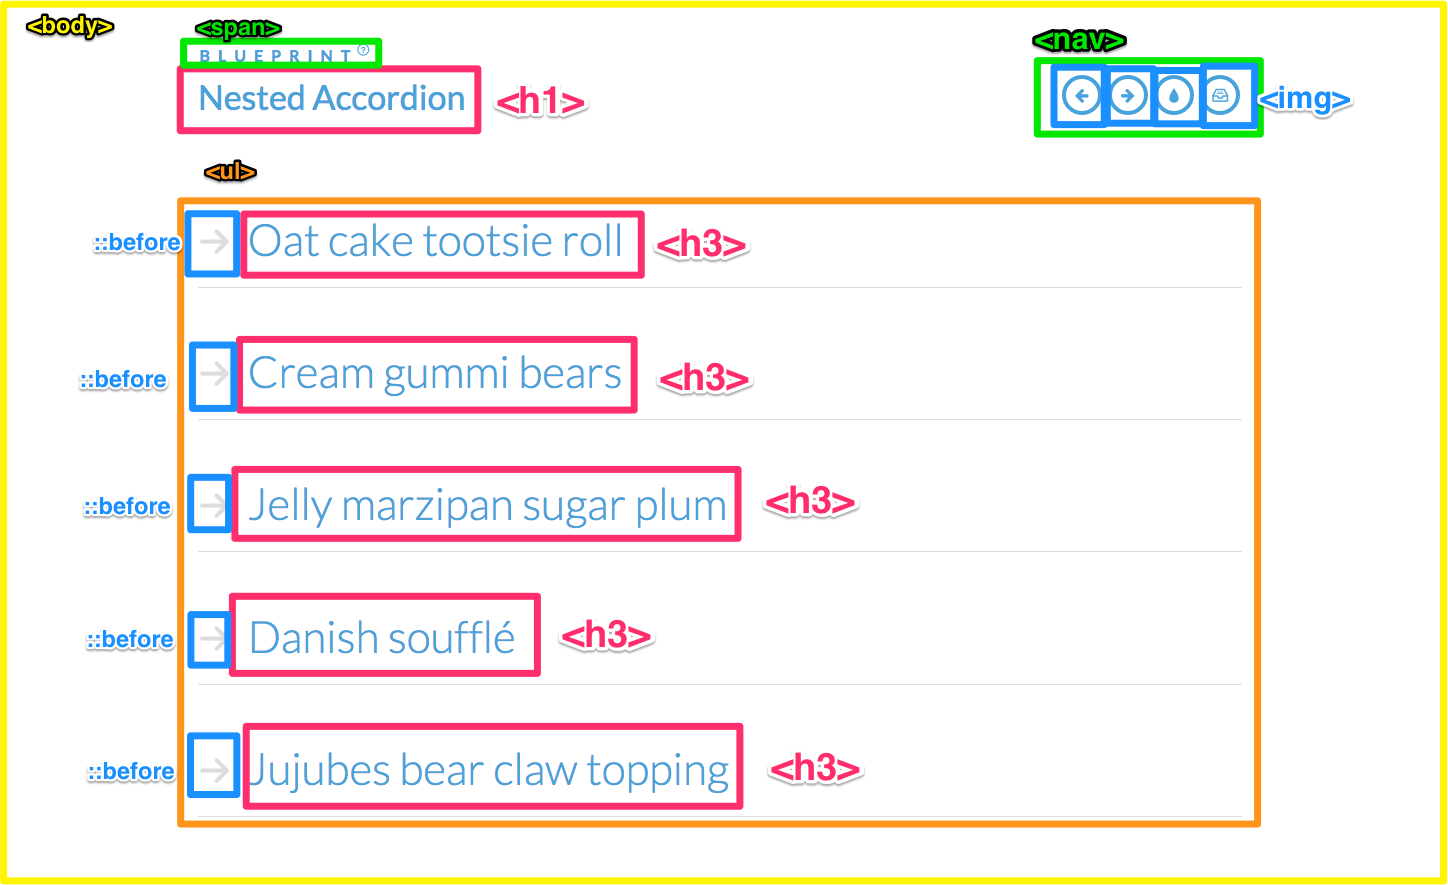 <body>
<span>
BLUEPRINT?
Nested Accordion <h1>
<nav>
<img>
<ul>
::before Oat cake tootsie roll <h3>
::before Cream gummi bears <h3>
::before Jelly marzipan sugar plum <h3>
::before Danish soufflé <h3>
::before Jujubes bear claw topping <h3>